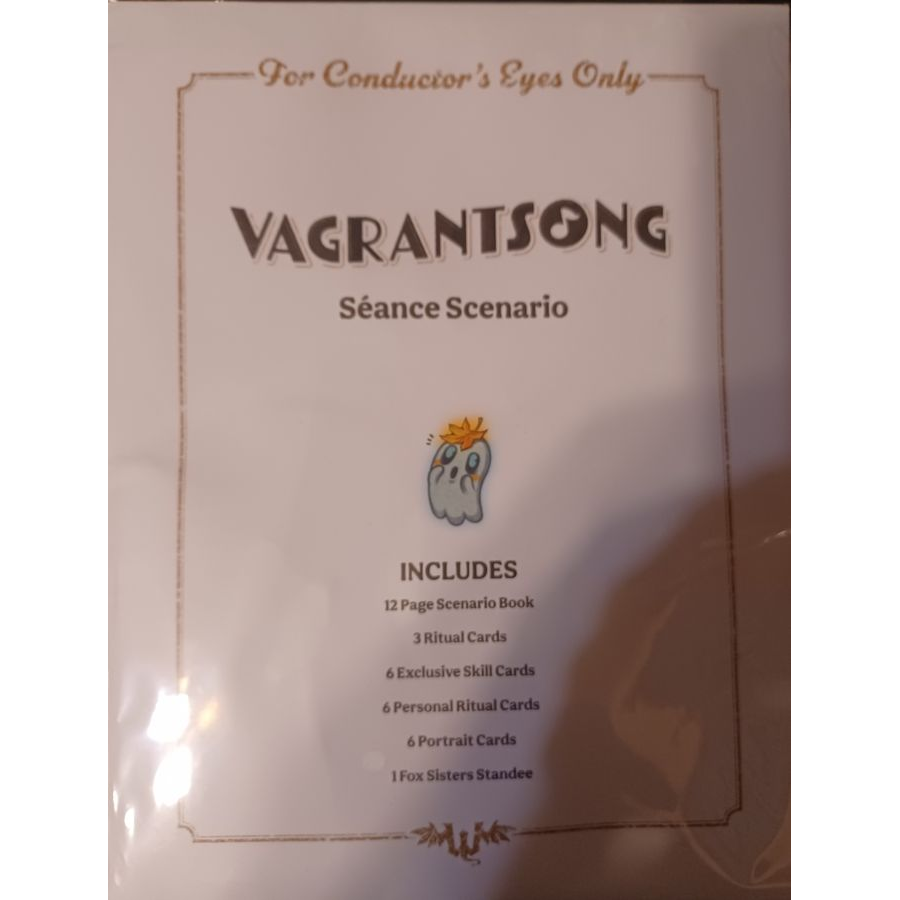 For Conductor's Eyes Only
VAGRANTSONG
Séance Scenario
INCLUDES
12 Page Scenario Book
3 Ritual Cards
6 Exclusive Skill Cards
6 Personal Ritual Cards
6 Portrait Cards
1 Fox Sisters Standee